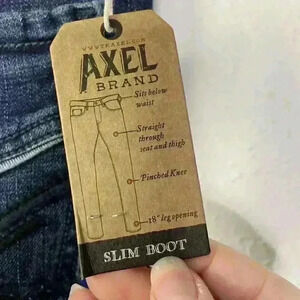 AXEL
BRAND
Sits below
waist
Straight
through
seat and thigh
Pinched Knee
18" leg opening
SLIM BOOT